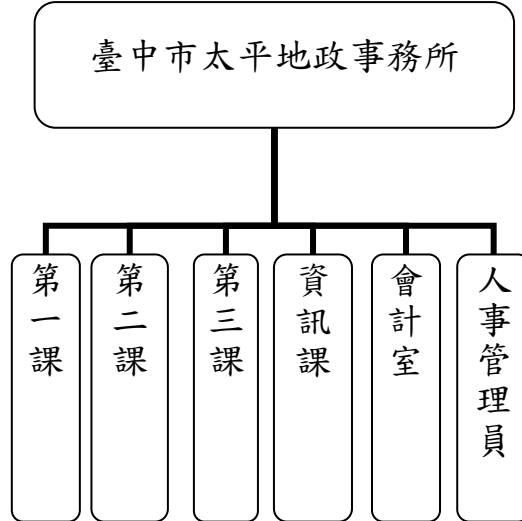 臺中市太平地政事務所
第一課
第二課
第三課
資訊課
會計室
人事管理員